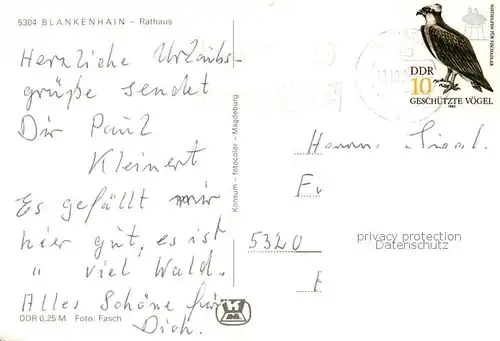 5304 BLANKENHAIN – Rathaus
Herzliche Urlaubs-
grüße sendet
Dir Paul
Kleinert
Es gefällt mir
hier gut, es ist
" viel Wald.
Alles Schöne für
Dich.
DDR 0,25 M Foto: Fasch
Konsum – fotocolor – Magdeburg
DDR
10
GESCHÜTZTE VÖGEL
1982
Herrn
5320
privacy protection
Datenschutz